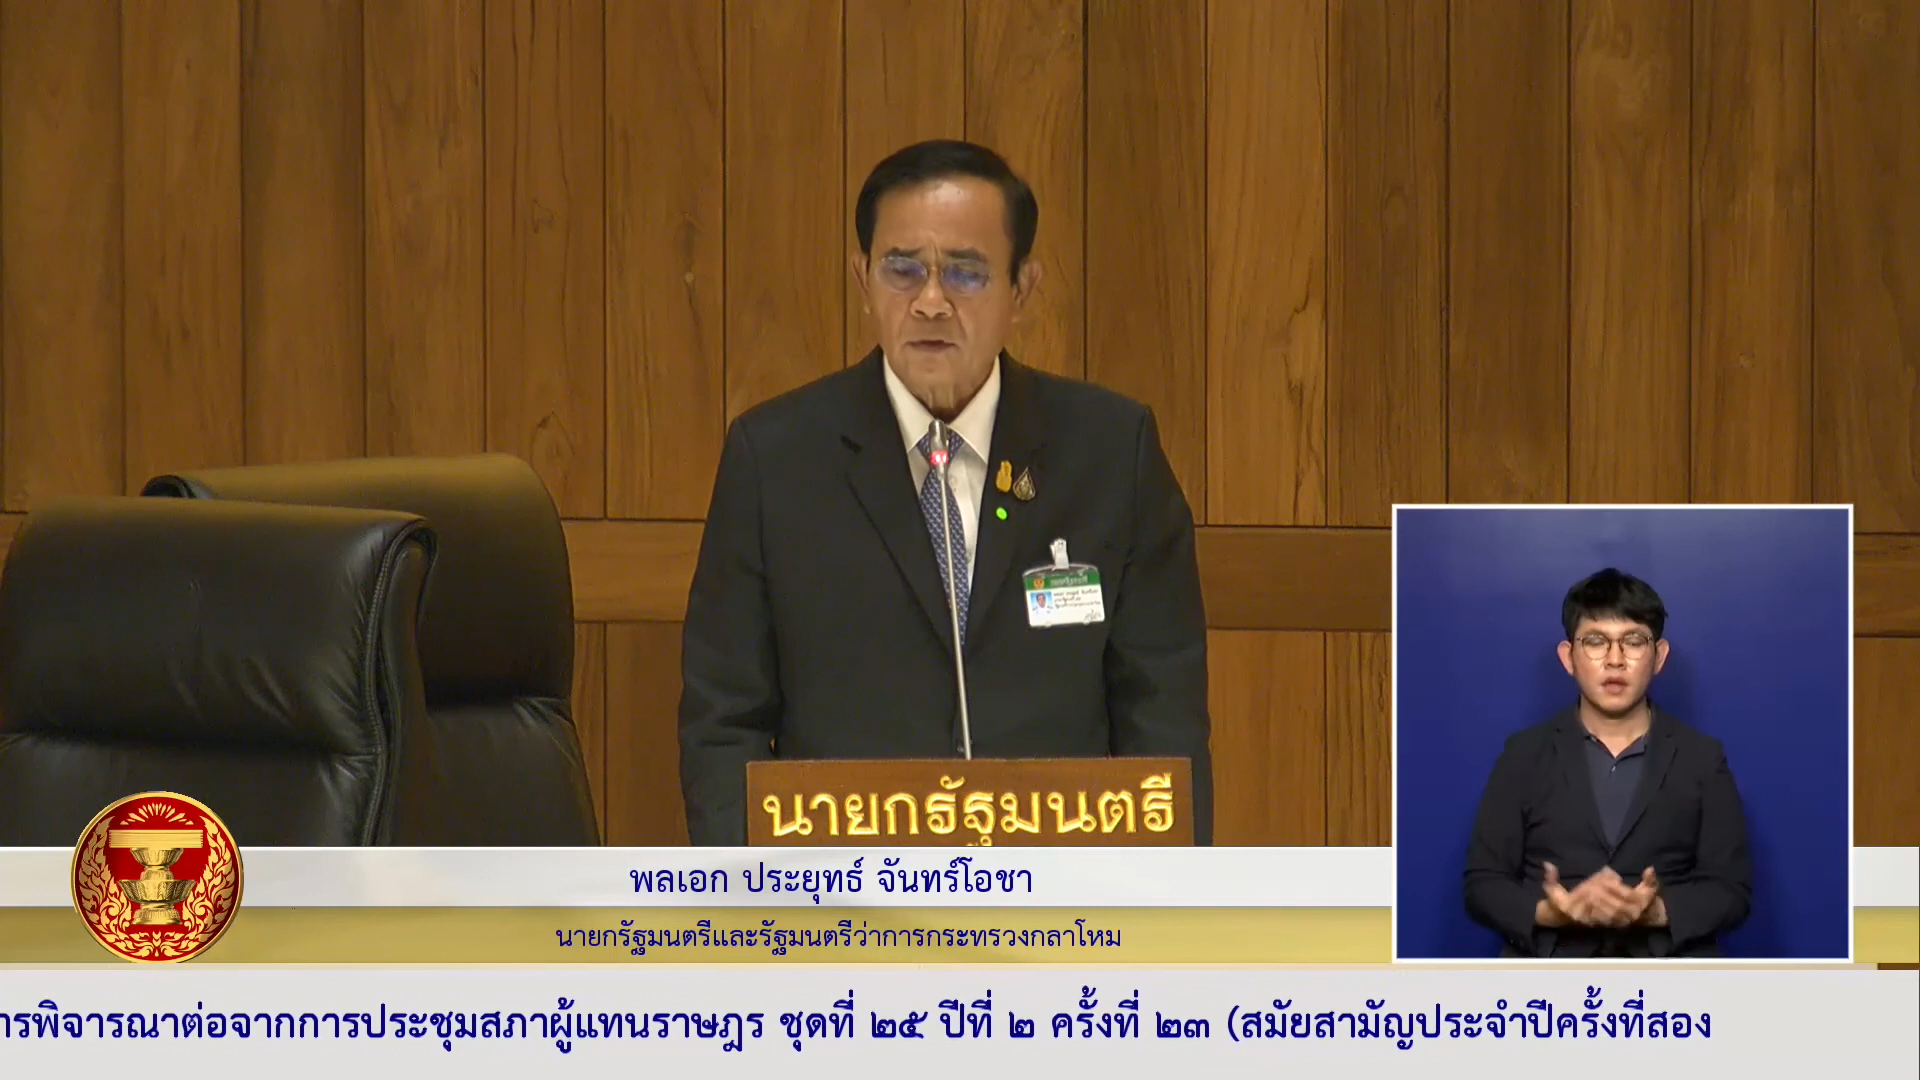 นายกรัฐมนตรี
พลเอก ประยุทธ์ จันทร์โอชา
นายกรัฐมนตรีและรัฐมนตรีว่าการกระทรวงกลาโหม
ารพิจารณาต่อจากการประชุมสภาผู้แทนราษฎร ชุดที่ ๒๕ ปีที่ ๒ ครั้งที่ ๒๓ (สมัยสามัญประจำปีครั้งที่สอง